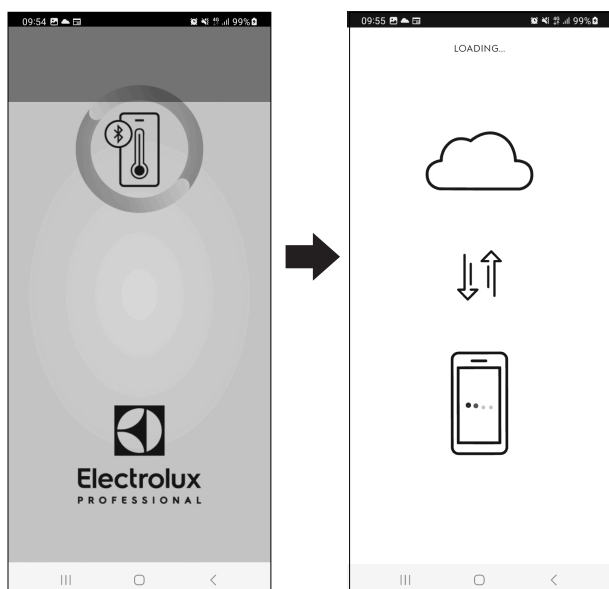 09:54 99%
Electrolux
PROFESSIONAL
09:55 99%
LOADING...